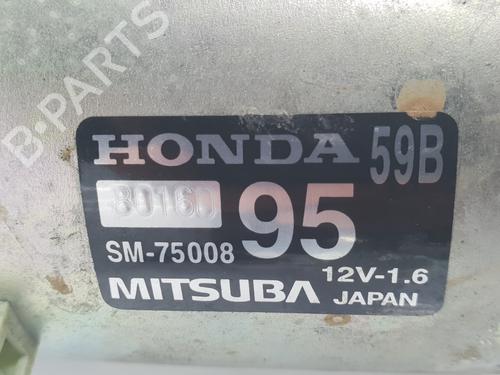 B-PARTS
HONDA 59B
80160 95
SM-75008
12V-1.6
MITSUBA JAPAN